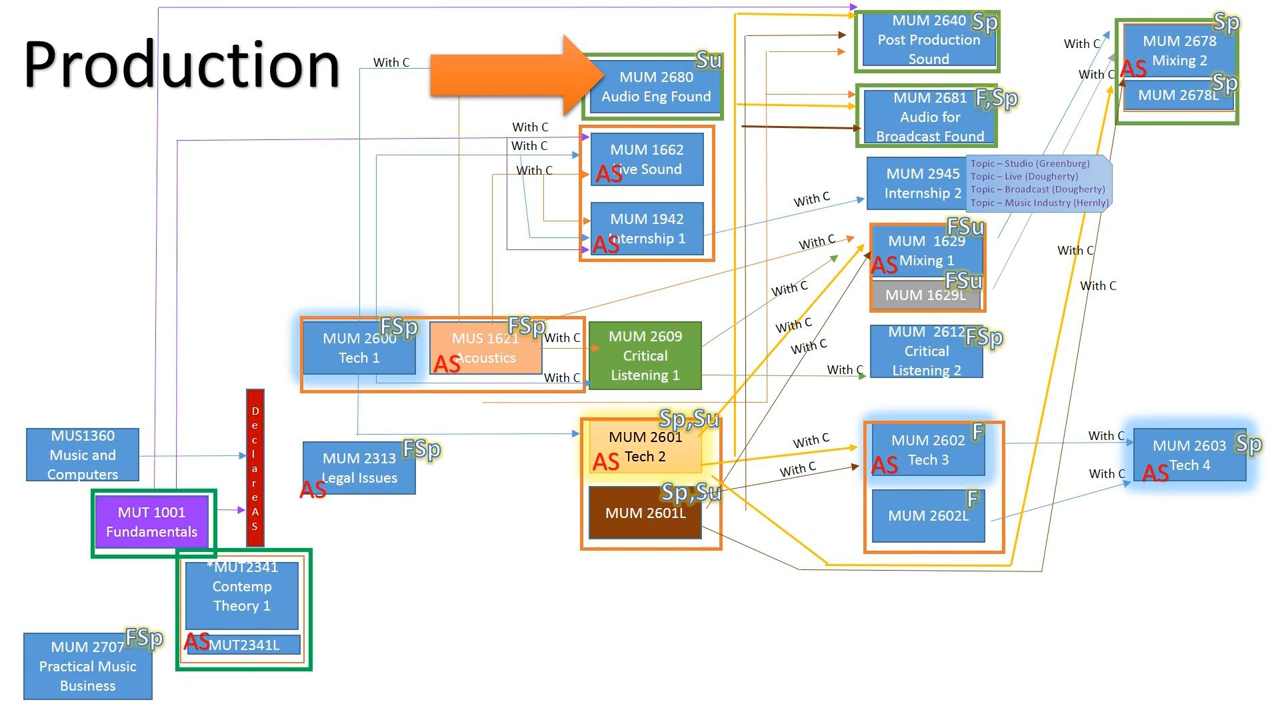 Production
With C
Su
MUM 2680
Audio Eng Found
Sp
MUM 2640
Post Production
Sound
F,Sp
MUM 2681
Audio for
Broadcast Found
With C
With C
Sp
MUM 2678
Mixing 2
AS
Sp
MUM 2678L
With C
With C
With C
MUM 1662
Live Sound
AS
MUM 1942
Internship 1
AS
MUM 2945
Internship 2
Topic – Studio (Greenburg)
Topic – Live (Dougherty)
Topic – Broadcast (Dougherty)
Topic – Music Industry (Hernly)
With C
With C
With C
With C
With C
FSu
MUM 1629
Mixing 1
AS
FSu
MUM 1629L
With C
With C
FSp
MUM 2600
Tech 1
FSp
MUS 1621
Acoustics
AS
With C
With C
MUM 2609
Critical
Listening 1
With C
FSp
MUM 2612
Critical
Listening 2
MUS1360
Music and
Computers
DeclareAS
FSp
MUM 2313
Legal Issues
AS
Sp,Su
MUM 2601
Tech 2
AS
Sp,Su
MUM 2601L
With C
With C
F
MUM 2602
Tech 3
AS
F
MUM 2602L
With C
With C
Sp
MUM 2603
Tech 4
AS
MUT 1001
Fundamentals
*MUT2341
Contemp
Theory 1
AS
MUT2341L
FSp
MUM 2707
Practical Music
Business